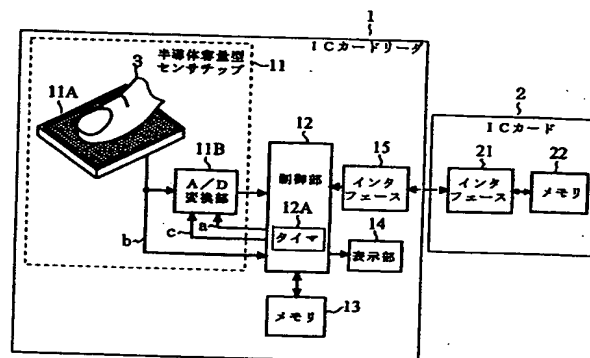 1
ICカードリーダ
半導体容量型
センサチップ
11
3
11A
2
ICカード
11B
A/D
変換部
12
制御部
12A
タイマ
15
インタ
フェース
21
インタ
フェース
22
メモリ
a
c
b
14
表示部
メモリ
13